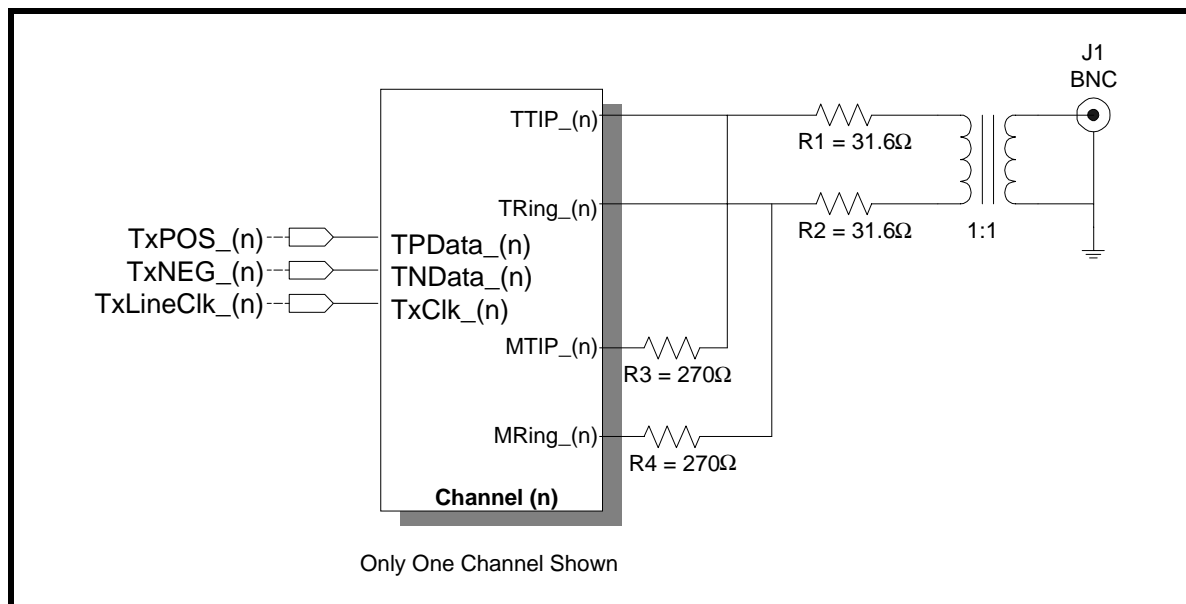 J1
BNC
TTIP_(n)
R1 = 31.6Ω
TRing_(n)
R2 = 31.6Ω
1:1
TxPOS_(n)
TPData_(n)
TxNEG_(n)
TNData_(n)
TxLineClk_(n)
TxClk_(n)
MTIP_(n)
R3 = 270Ω
MRing_(n)
R4 = 270Ω
Channel (n)
Only One Channel Shown